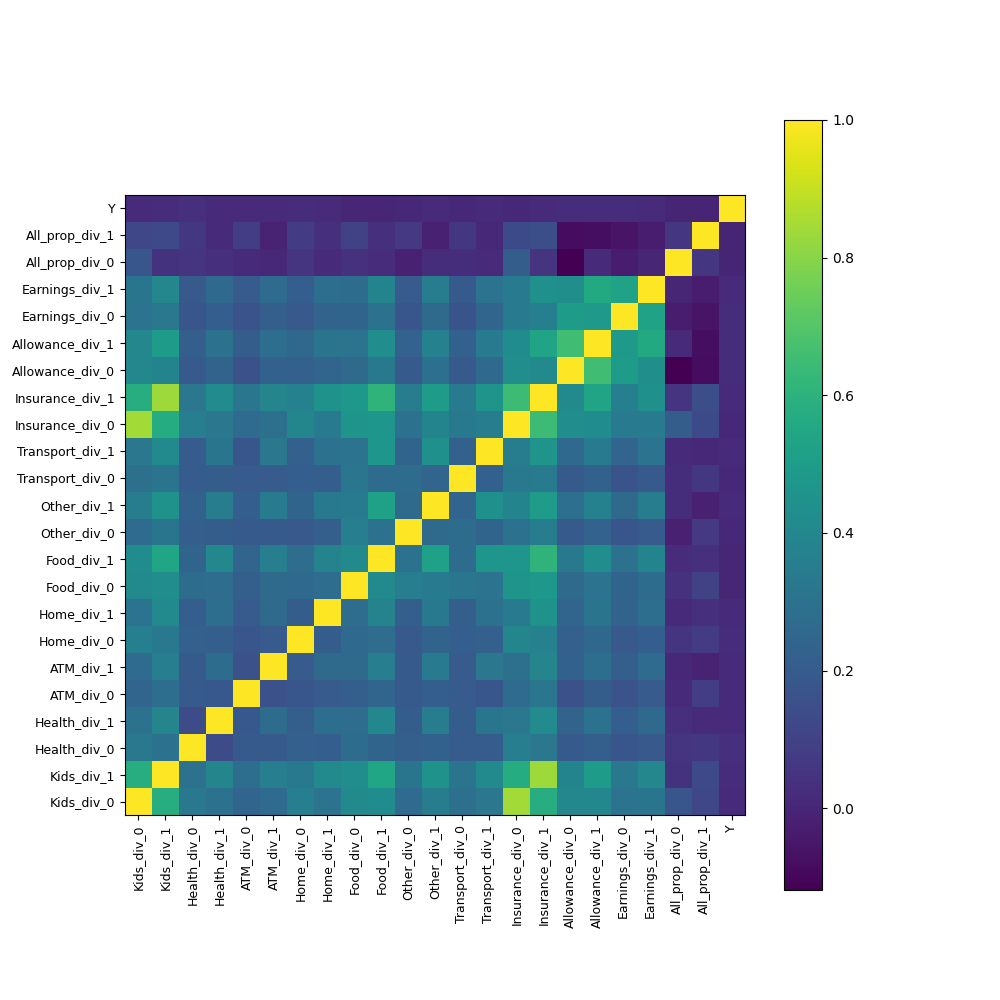 Y
All_prop_div_1
All_prop_div_0
Earnings_div_1
Earnings_div_0
Allowance_div_1
Allowance_div_0
Insurance_div_1
Insurance_div_0
Transport_div_1
Transport_div_0
Other_div_1
Other_div_0
Food_div_1
Food_div_0
Home_div_1
Home_div_0
ATM_div_1
ATM_div_0
Health_div_1
Health_div_0
Kids_div_1
Kids_div_0
Kids_div_0
Kids_div_1
Health_div_0
Health_div_1
ATM_div_0
ATM_div_1
Home_div_0
Home_div_1
Food_div_0
Food_div_1
Other_div_0
Other_div_1
Transport_div_0
Transport_div_1
Insurance_div_0
Insurance_div_1
Allowance_div_0
Allowance_div_1
Earnings_div_0
Earnings_div_1
All_prop_div_0
All_prop_div_1
Y
1.0
0.8
0.6
0.4
0.2
0.0